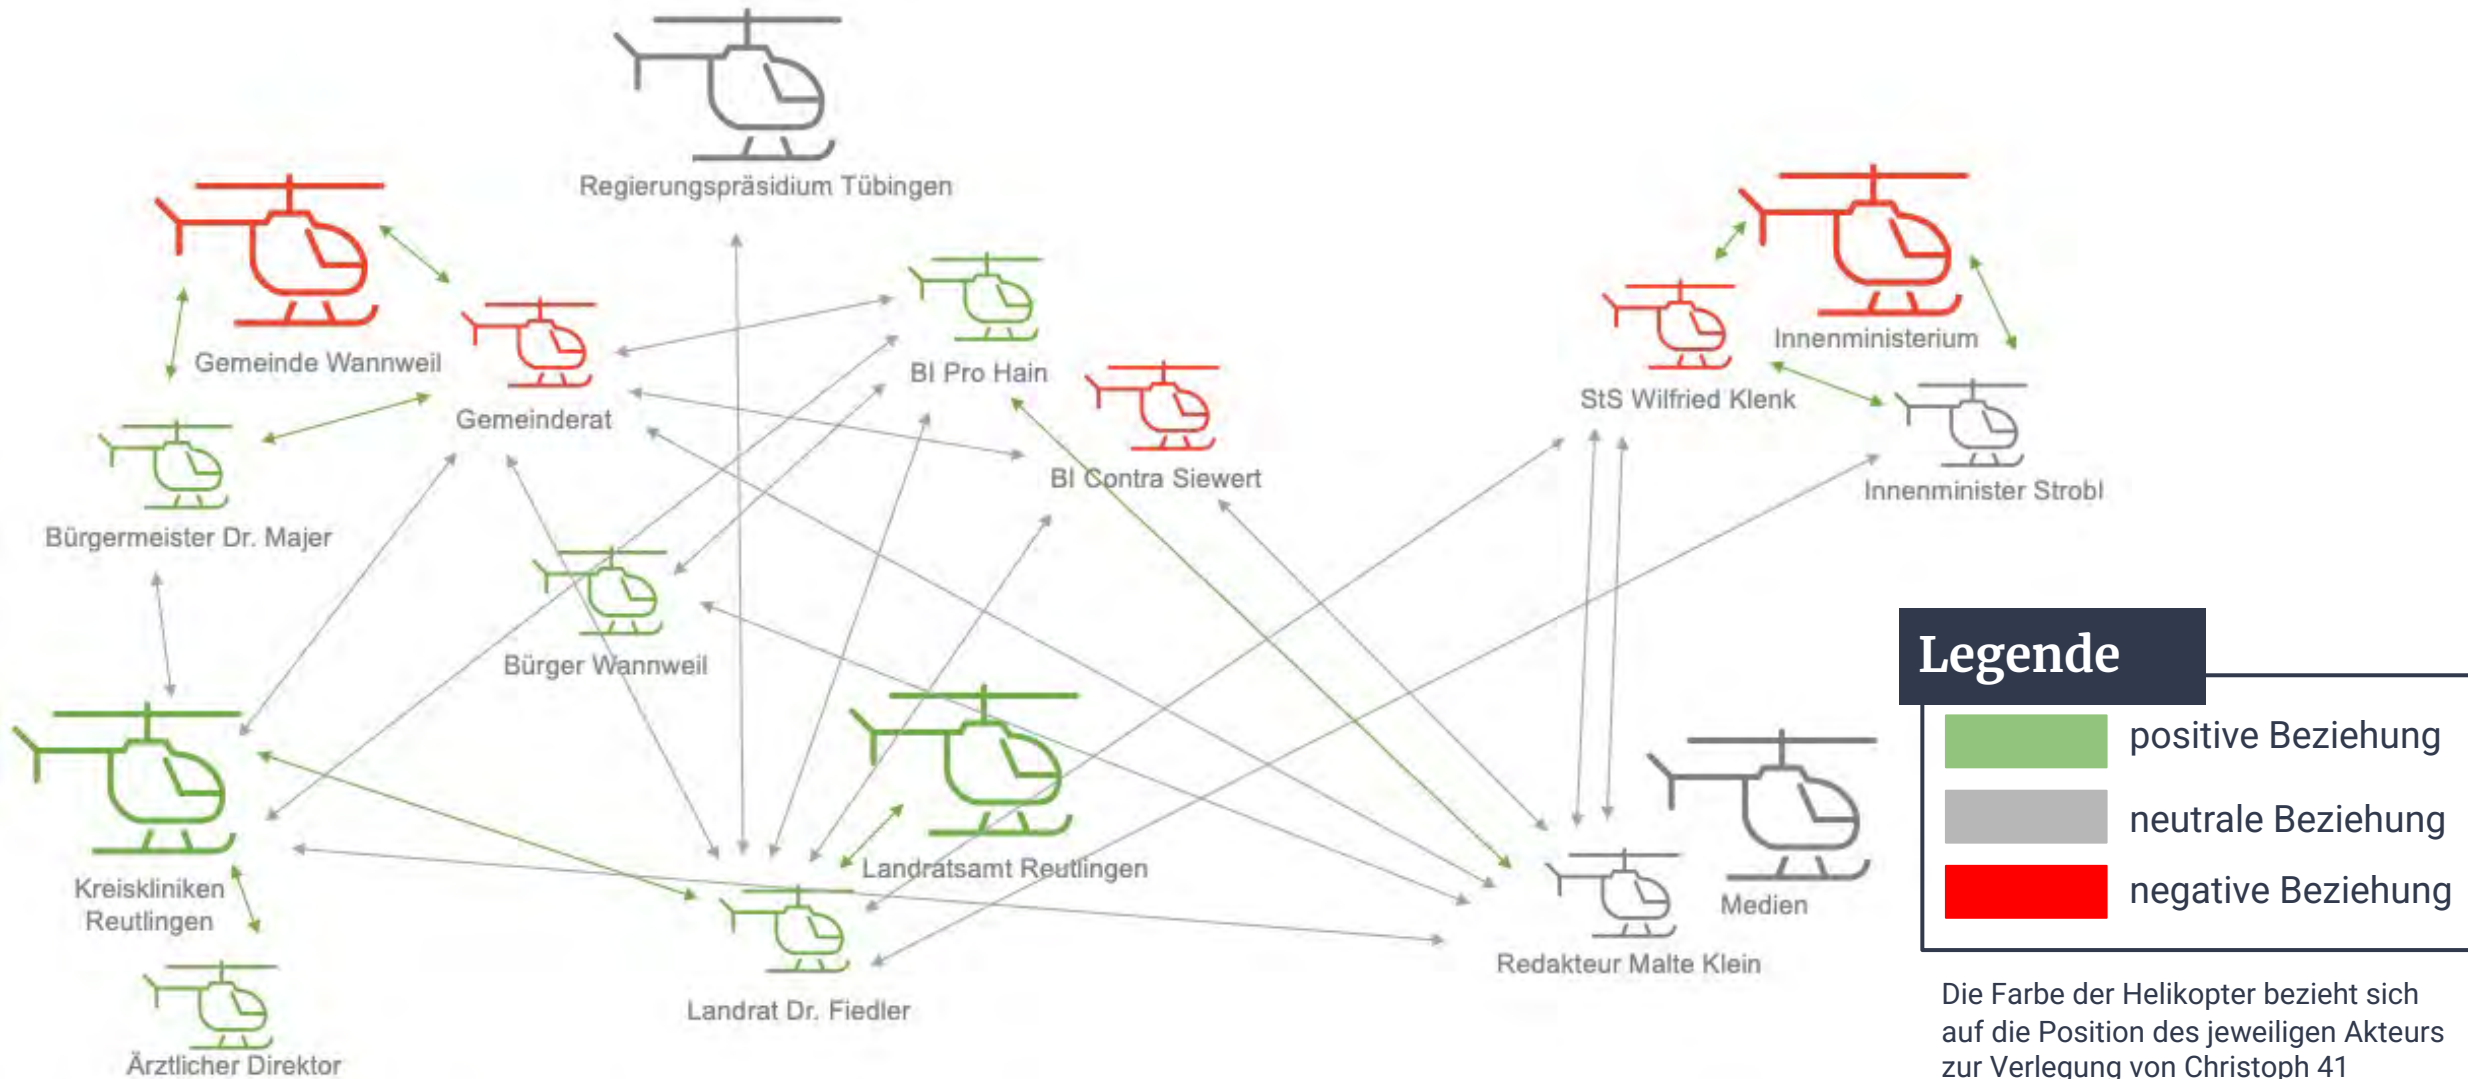 Regierungspräsidium Tübingen
Gemeinde Wannweil
Innenministerium
BI Pro Hain
StS Wilfried Klenk
Gemeinderat
BI Contra Siewert
Innenminister Strobl
Bürgermeister Dr. Majer
Bürger Wannweil
Landratsamt Reutlingen
Kreiskliniken
Reutlingen
Medien
Redakteur Malte Klein
Landrat Dr. Fiedler
Ärztlicher Direktor
Legende
positive Beziehung
neutrale Beziehung
negative Beziehung
Die Farbe der Helikopter bezieht sich
auf die Position des jeweiligen Akteurs
zur Verlegung von Christoph 41